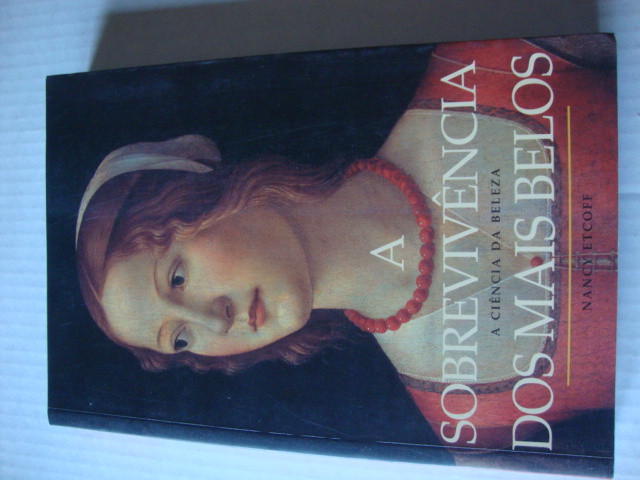 A
SOBREVIVÊNCIA
A CIÊNCIA DA BELEZA
DOS MAIS BELOS
NANCY ETCOFF